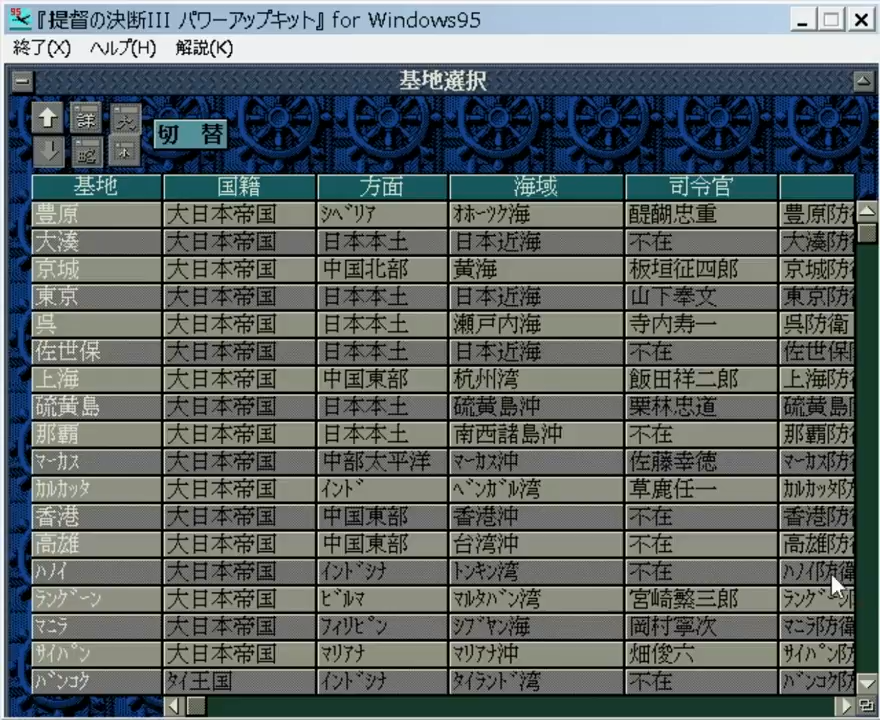 『提督の決断III パワーアップキット』 for Windows95
終了(X) ヘルプ(H) 解説(K)
基地選択
詳 大
切 替
略 本
基地 国籍 方面 海域 司令官
豊原 大日本帝国 シベリア オホーツク海 醍醐忠重 豊原防衛
大湊 大日本帝国 日本本土 日本近海 不在 大湊防衛
京城 大日本帝国 中国北部 黄海 板垣征四郎 京城防衛
東京 大日本帝国 日本本土 日本近海 山下奉文 東京防衛
呉 大日本帝国 日本本土 瀬戸内海 寺内寿一 呉防衛
佐世保 大日本帝国 日本本土 日本近海 不在 佐世保
上海 大日本帝国 中国東部 杭州湾 飯田祥二郎 上海防衛
硫黄島 大日本帝国 日本本土 硫黄島沖 栗林忠道 硫黄島
那覇 大日本帝国 日本本土 南西諸島沖 不在 那覇防衛
マーカス 大日本帝国 中部太平洋 マーカス沖 佐藤幸徳 マーカス防
カルカッタ 大日本帝国 インド ベンガル湾 草鹿任一 カルカッタ防
香港 大日本帝国 中国東部 香港沖 不在 香港防衛
高雄 大日本帝国 中国東部 台湾沖 不在 高雄防衛
ハノイ 大日本帝国 インドシナ トンキン湾 不在 ハノイ防衛
ラングーン 大日本帝国 ビルマ マルタバン湾 宮崎繁三郎 ラングーン
マニラ 大日本帝国 フィリピン シブヤン海 岡村寧次 マニラ防衛
サイパン 大日本帝国 マリアナ マリアナ沖 畑俊六 サイパン防
バンコク タイ王国 インドシナ タイランド湾 不在 バンコク防